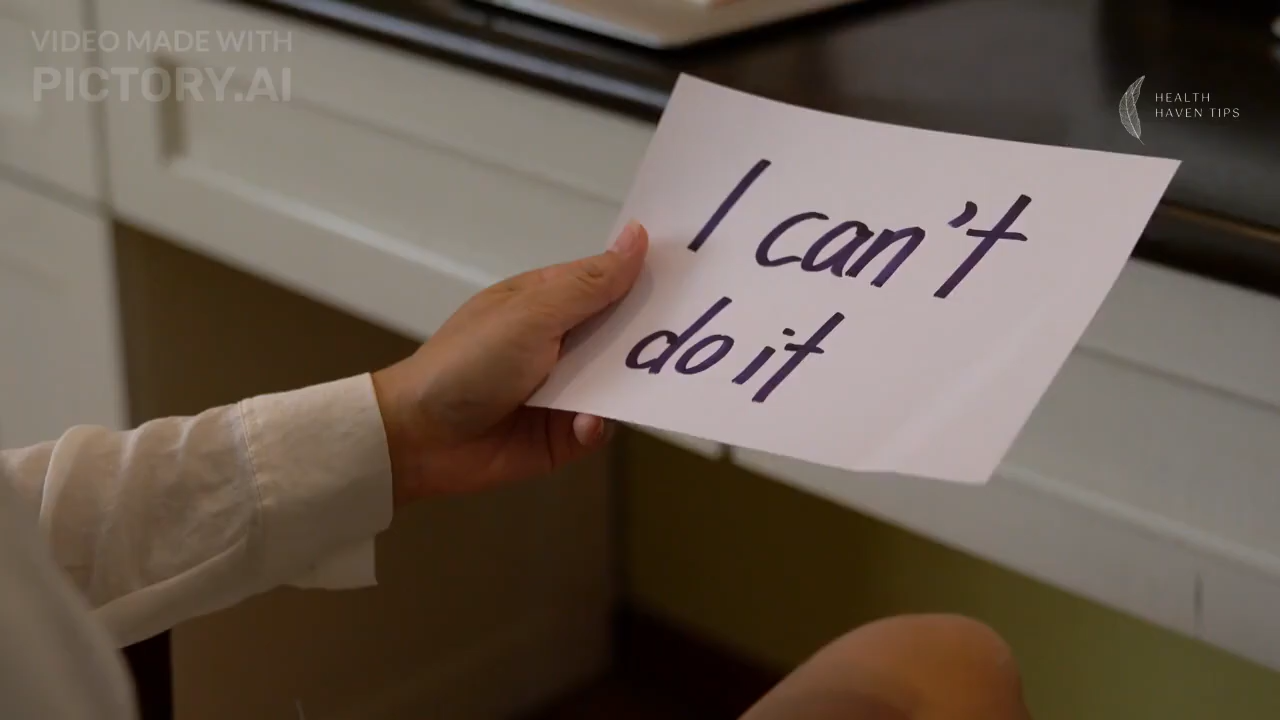 VIDEO MADE WITH
PICTORY.AI
HEALTH
HAVEN TIPS
I can't
do it